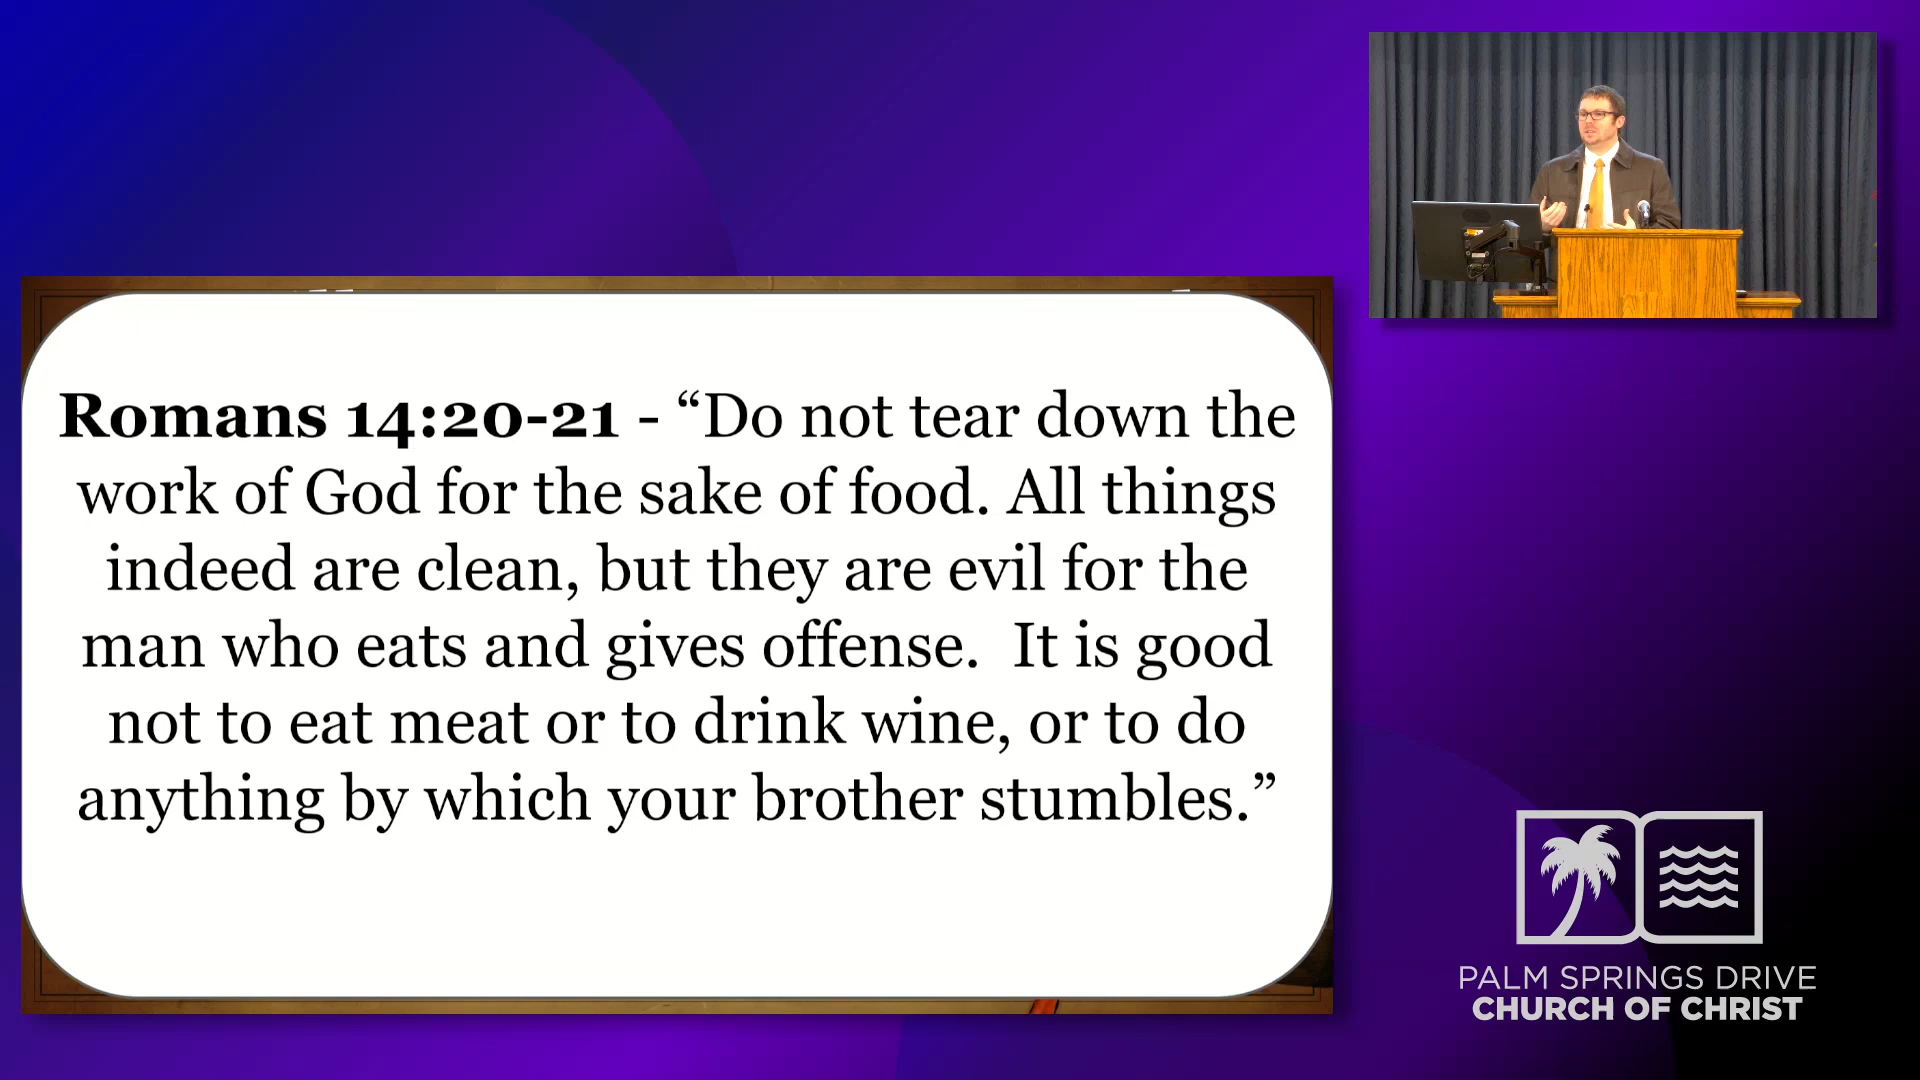 Romans 14:20-21 - “Do not tear down the
work of God for the sake of food. All things
indeed are clean, but they are evil for the
man who eats and gives offense.  It is good
not to eat meat or to drink wine, or to do
anything by which your brother stumbles.”
PALM SPRINGS DRIVE
CHURCH OF CHRIST